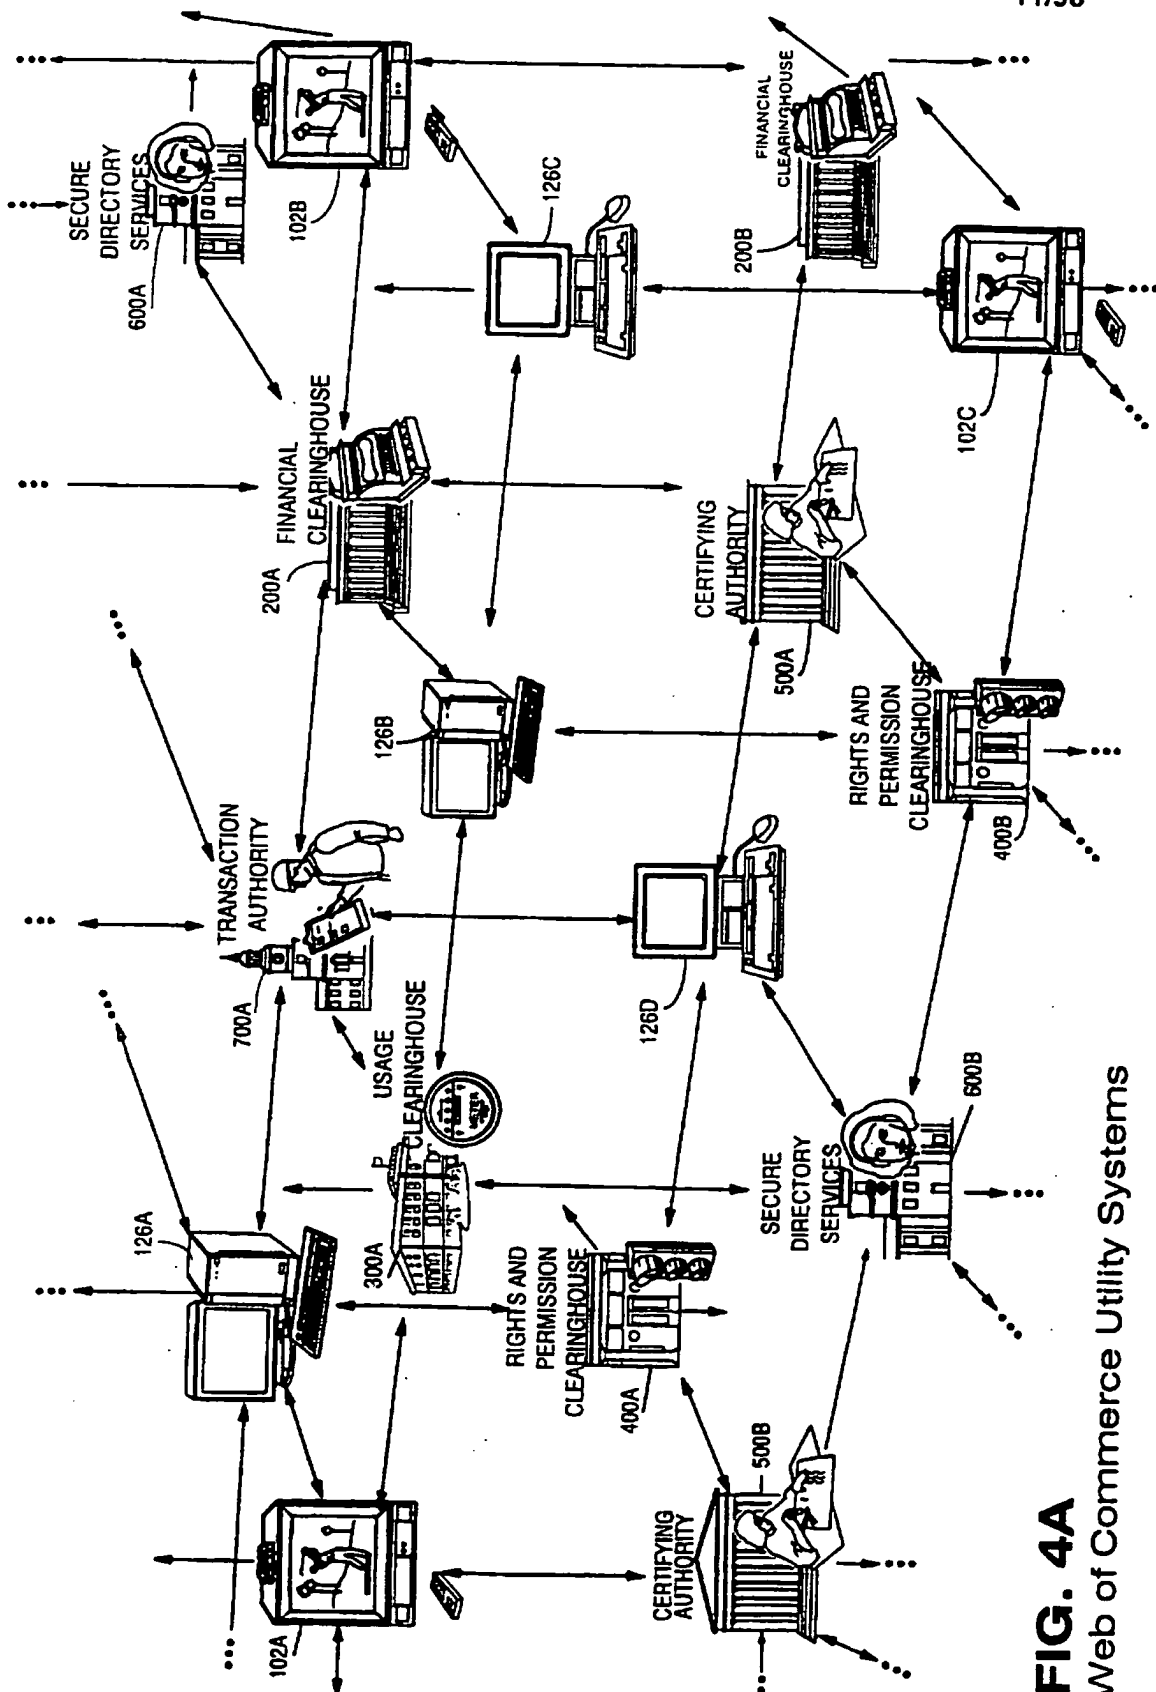 102A
126A
CERTIFYING
AUTHORITY
500B
RIGHTS AND
PERMISSION
CLEARINGHOUSE
400A
300A
USAGE
CLEARINGHOUSE
METER
700A
TRANSACTION
AUTHORITY
SECURE
DIRECTORY
SERVICES
600B
126D
126B
200A
FINANCIAL
CLEARINGHOUSE
RIGHTS AND
PERMISSION
CLEARINGHOUSE
400B
CERTIFYING
AUTHORITY
500A
600A
SECURE
DIRECTORY
SERVICES
102B
126C
200B
FINANCIAL
CLEARINGHOUSE
102C
FIG. 4A
Web of Commerce Utility Systems